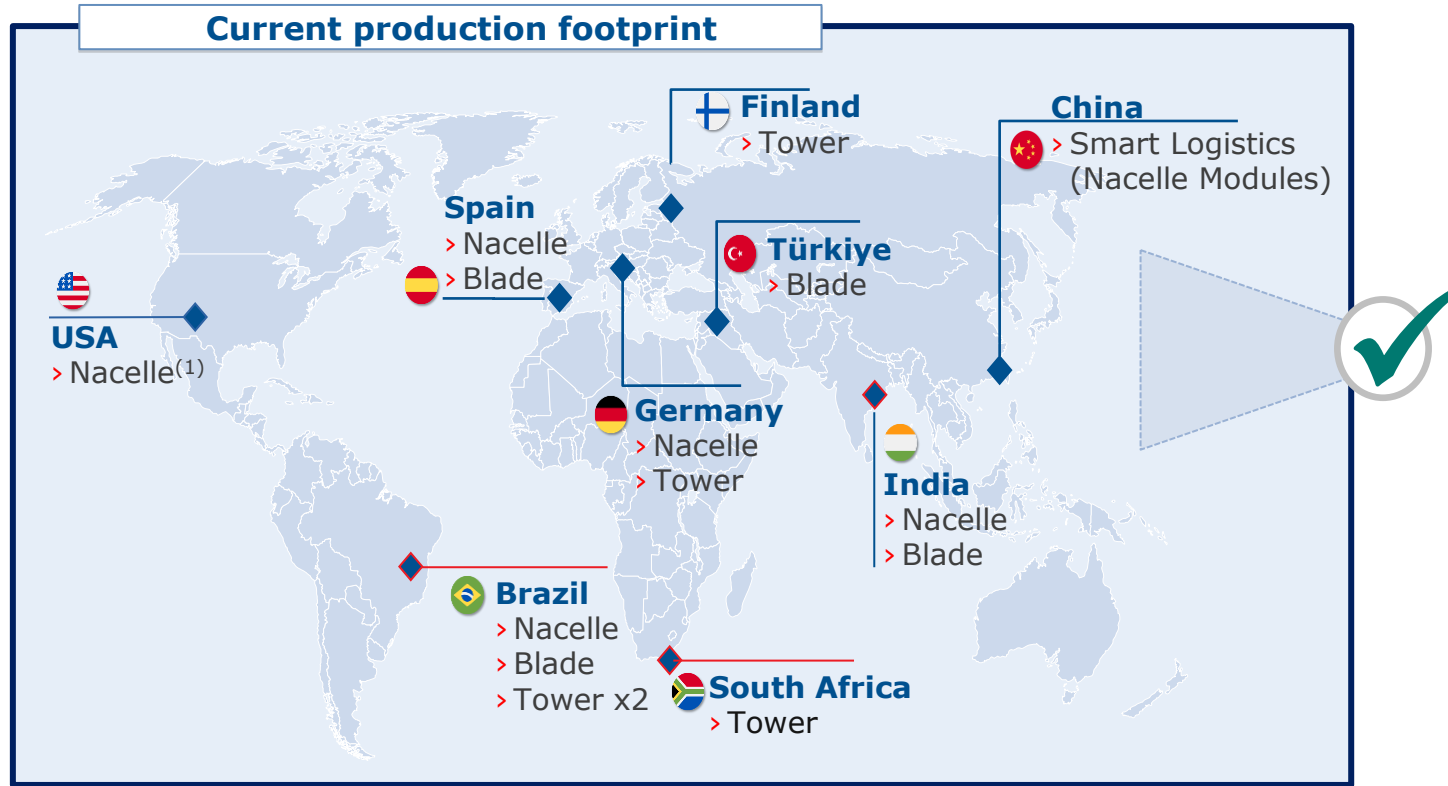 Current production footprint
Finland
› Tower
China
› Smart Logistics
(Nacelle Modules)
Spain
› Nacelle
› Blade
Türkiye
› Blade
USA
› Nacelle(1)
Germany
› Nacelle
› Tower
India
› Nacelle
› Blade
Brazil
› Nacelle
› Blade
› Tower x2
South Africa
› Tower